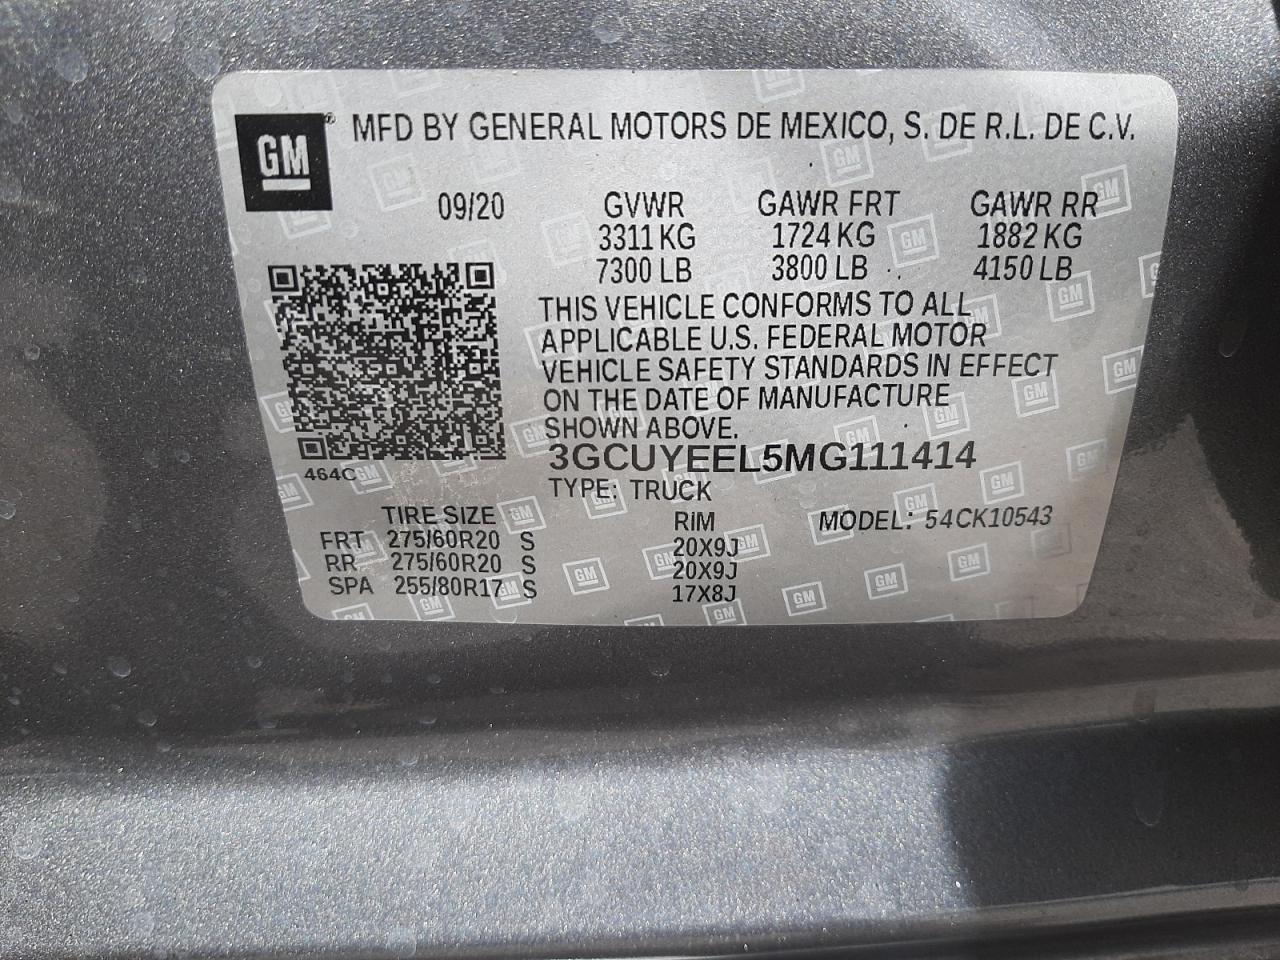 GM® MFD BY GENERAL MOTORS DE MEXICO, S. DE R.L. DE C.V.
09/20 GVWR GAWR FRT GAWR RR
3311 KG 1724 KG 1882 KG
7300 LB 3800 LB 4150 LB
THIS VEHICLE CONFORMS TO ALL
APPLICABLE U.S. FEDERAL MOTOR
VEHICLE SAFETY STANDARDS IN EFFECT
ON THE DATE OF MANUFACTURE
SHOWN ABOVE.
3GCUYEEL5MG111414
464C
TYPE: TRUCK
TIRE SIZE RIM MODEL: 54CK10543
FRT 275/60R20 S 20X9J
RR 275/60R20 S 20X9J
SPA 255/80R17 S 17X8J